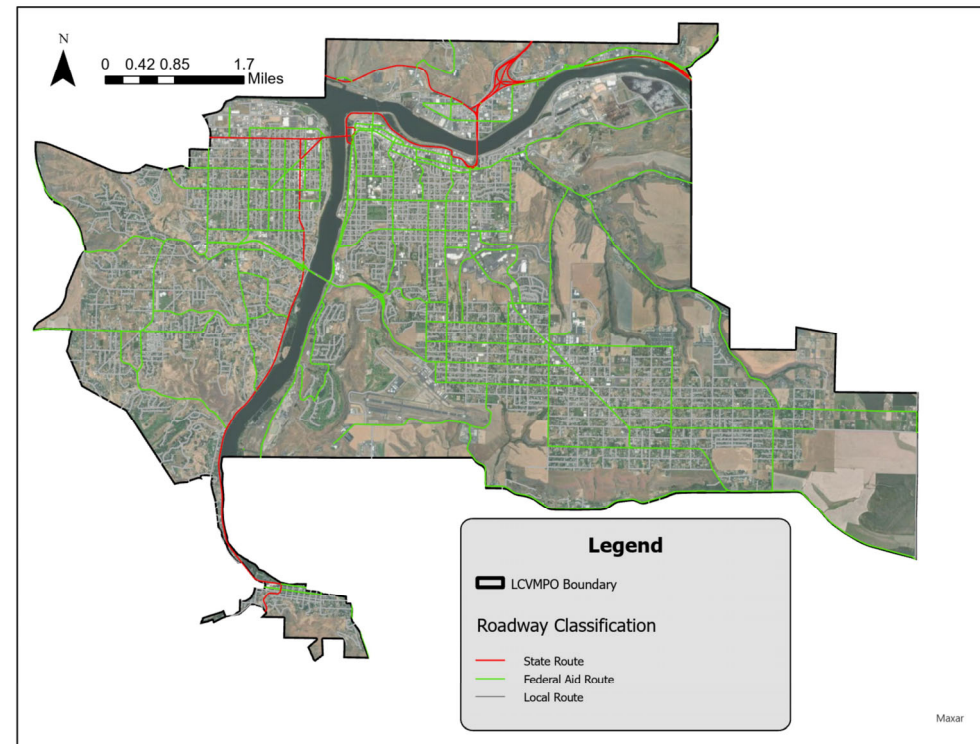 N
0 0.42 0.85 1.7
Miles
Legend
LCVMPO Boundary
Roadway Classification
State Route
Federal Aid Route
Local Route
Maxar